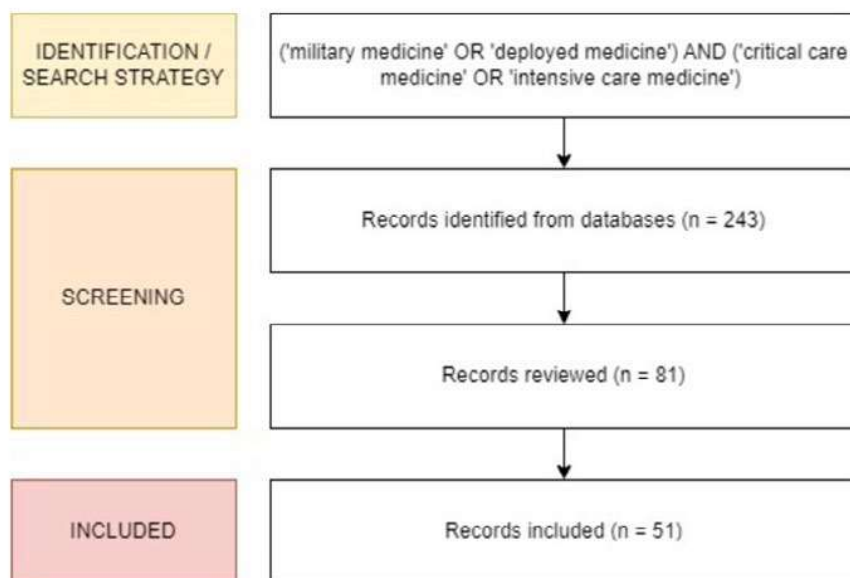 IDENTIFICATION /
SEARCH STRATEGY
('military medicine' OR 'deployed medicine') AND ('critical care
medicine' OR 'intensive care medicine')
Records identified from databases (n = 243)
SCREENING
Records reviewed (n = 81)
INCLUDED
Records included (n = 51)